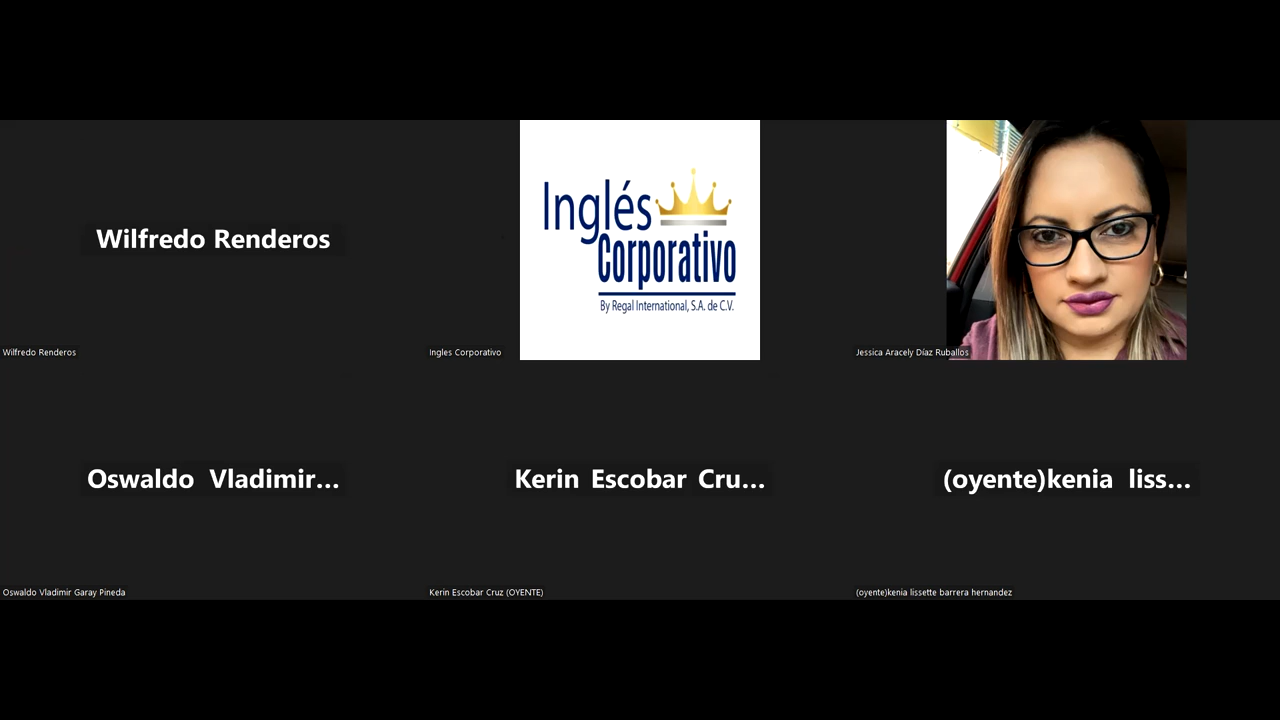 Wilfredo Renderos
Wilfredo Renderos
Inglés
Corporativo
By Regal International, S.A. de C.V.
Ingles Corporativo
Jessica Aracely Díaz Ruballos
Oswaldo Vladimir...
Oswaldo Vladimir Garay Pineda
Kerin Escobar Cru...
Kerin Escobar Cruz (OYENTE)
(oyente)kenia liss...
(oyente)kenia lissette barrera hernandez